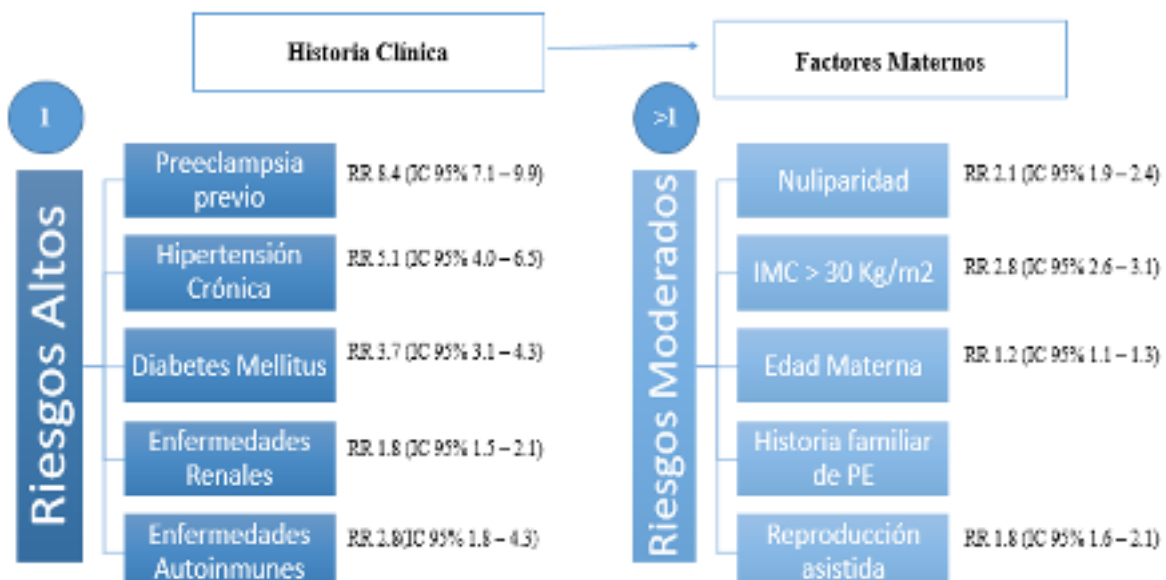 Historia Clínica
Factores Maternos
1
Riesgos Altos
Preeclampsia
previo
RR 8.4 (IC 95% 7.1 – 9.9)
Hipertensión
Crónica
RR 5.1 (IC 95% 4.0 – 6.5)
Diabetes Mellitus
RR 3.7 (IC 95% 3.1 – 4.3)
Enfermedades
Renales
RR 1.8 (IC 95% 1.5 – 2.1)
Enfermedades
Autoinmunes
RR 2.8(IC 95% 1.8 – 4.3)
>1
Riesgos Moderados
Nuliparidad
RR 2.1 (IC 95% 1.9 – 2.4)
IMC > 30 Kg/m2
RR 2.8 (IC 95% 2.6 – 3.1)
Edad Materna
RR 1.2 (IC 95% 1.1 – 1.3)
Historia familiar
de PE
Reproducción
asistida
RR 1.8 (IC 95% 1.6 – 2.1)